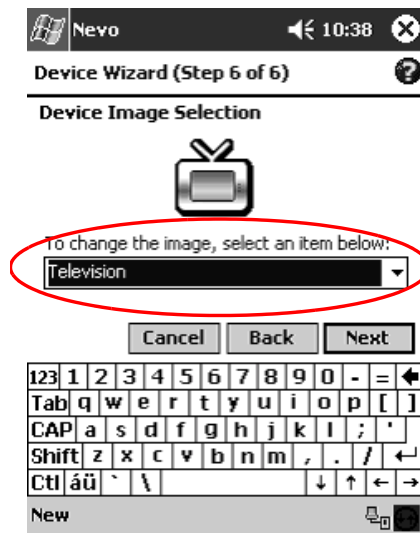 Nevo 10:38
Device Wizard (Step 6 of 6)
Device Image Selection
To change the image, select an item below:
Television
Cancel Back Next
123 1 2 3 4 5 6 7 8 9 0 - = 
Tab q w e r t y u i o p [ ]
CAP a s d f g h j k l ; '
Shift z x c v b n m , . /
Ctl áü ` \ ↓ ↑ ← →
New